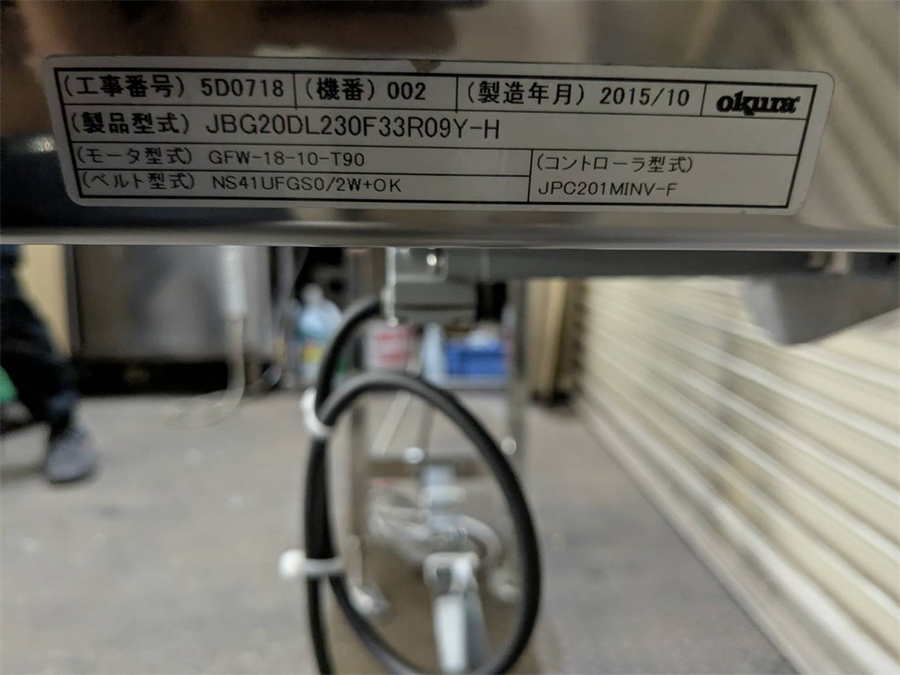 (工事番号) 5D0718 (機番) 002 (製造年月) 2015/10 okura
(製品型式) JBG20DL230F33R09Y-H
(モータ型式) GFW-18-10-T90
(ベルト型式) NS41UFGS0/2W+OK
(コントローラ型式)
JPC201MINV-F